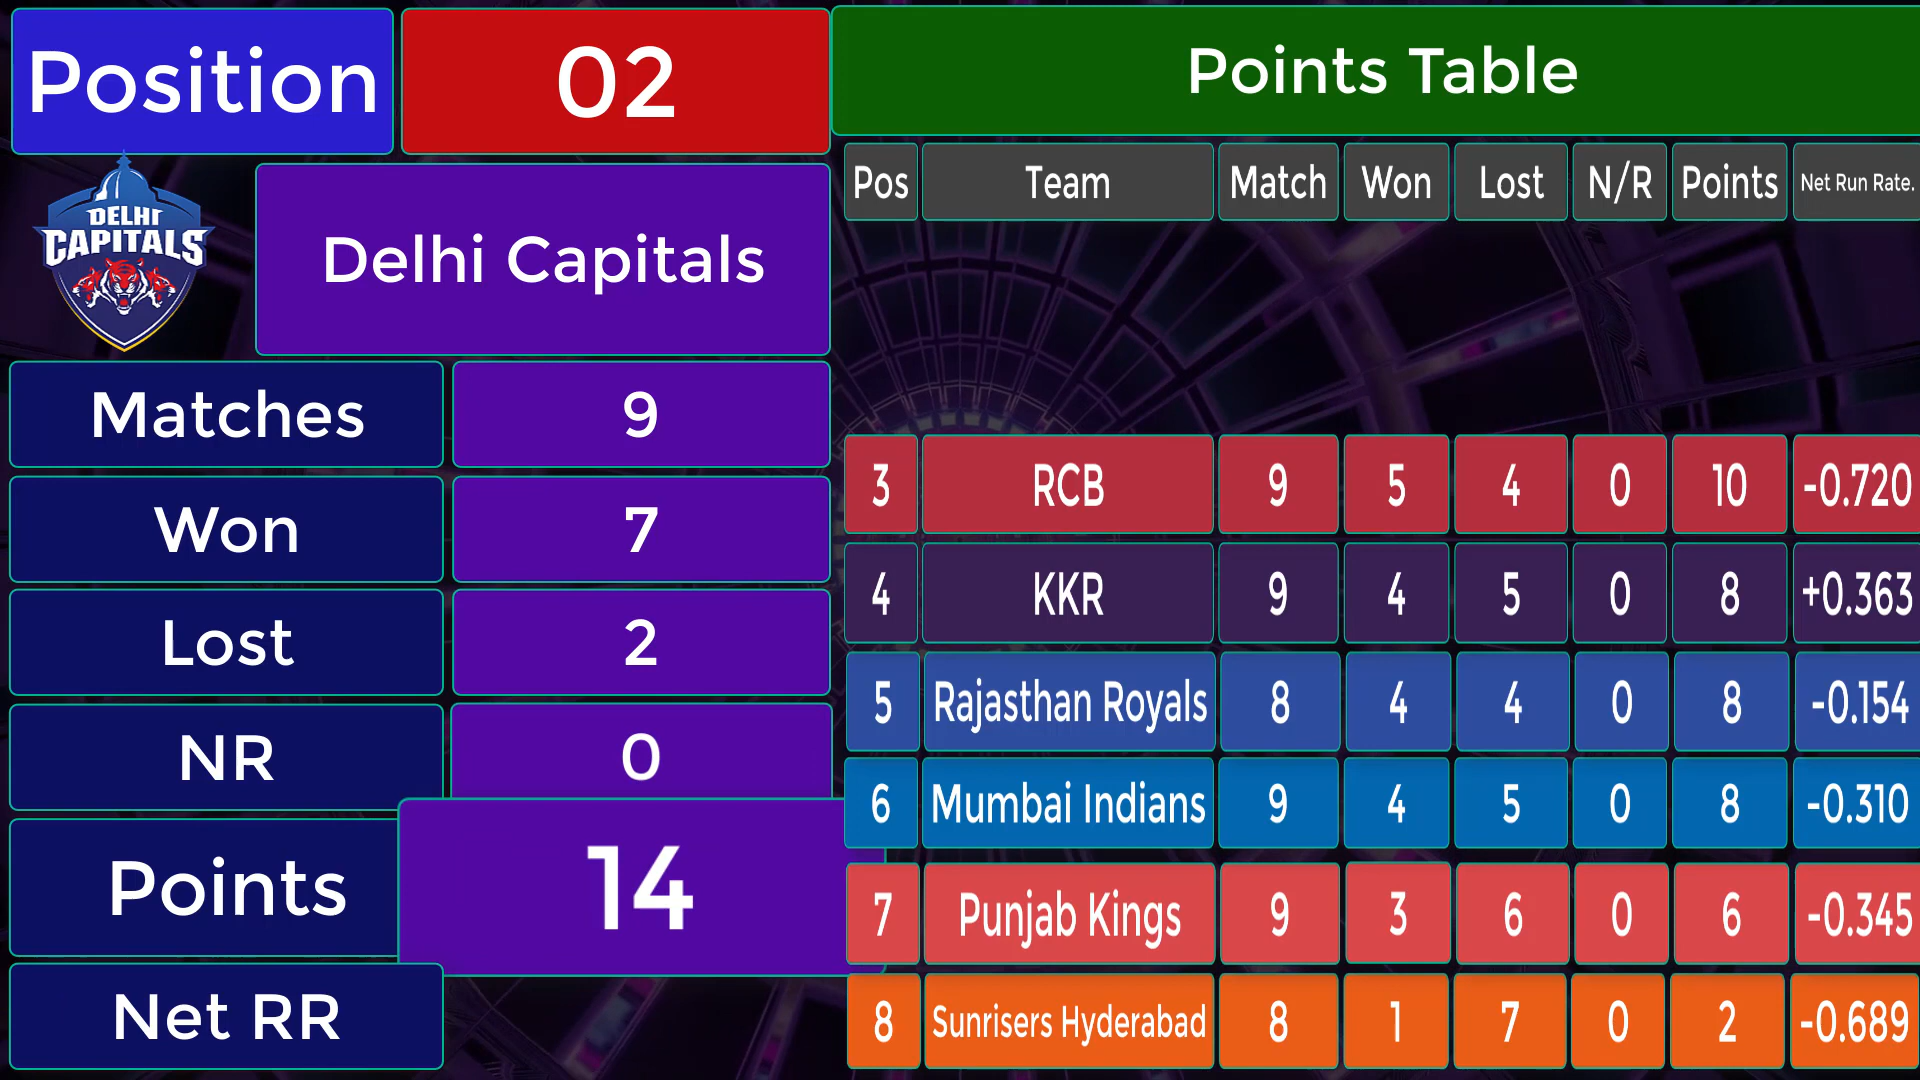 Position 02
DELHI
CAPITALS
Delhi Capitals
Matches 9
Won 7
Lost 2
NR 0
Points 14
Net RR
Points Table
Pos Team Match Won Lost N/R Points Net Run Rate.
3 RCB 9 5 4 0 10 -0.720
4 KKR 9 4 5 0 8 +0.363
5 Rajasthan Royals 8 4 4 0 8 -0.154
6 Mumbai Indians 9 4 5 0 8 -0.310
7 Punjab Kings 9 3 6 0 6 -0.345
8 Sunrisers Hyderabad 8 1 7 0 2 -0.689